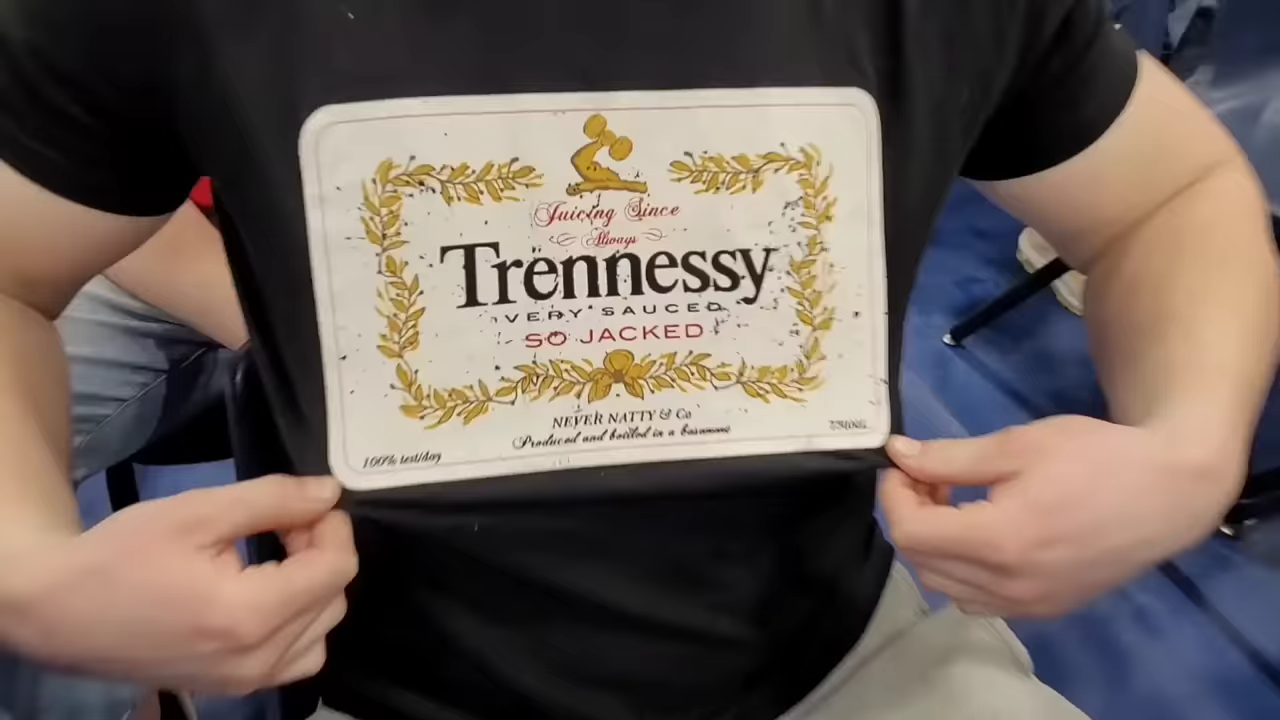 Juicing Since
Always
Trennessy
VERY SAUCED
SO JACKED
NEVER NATTY & Co
Produced and bottled in a basement
100% test/day